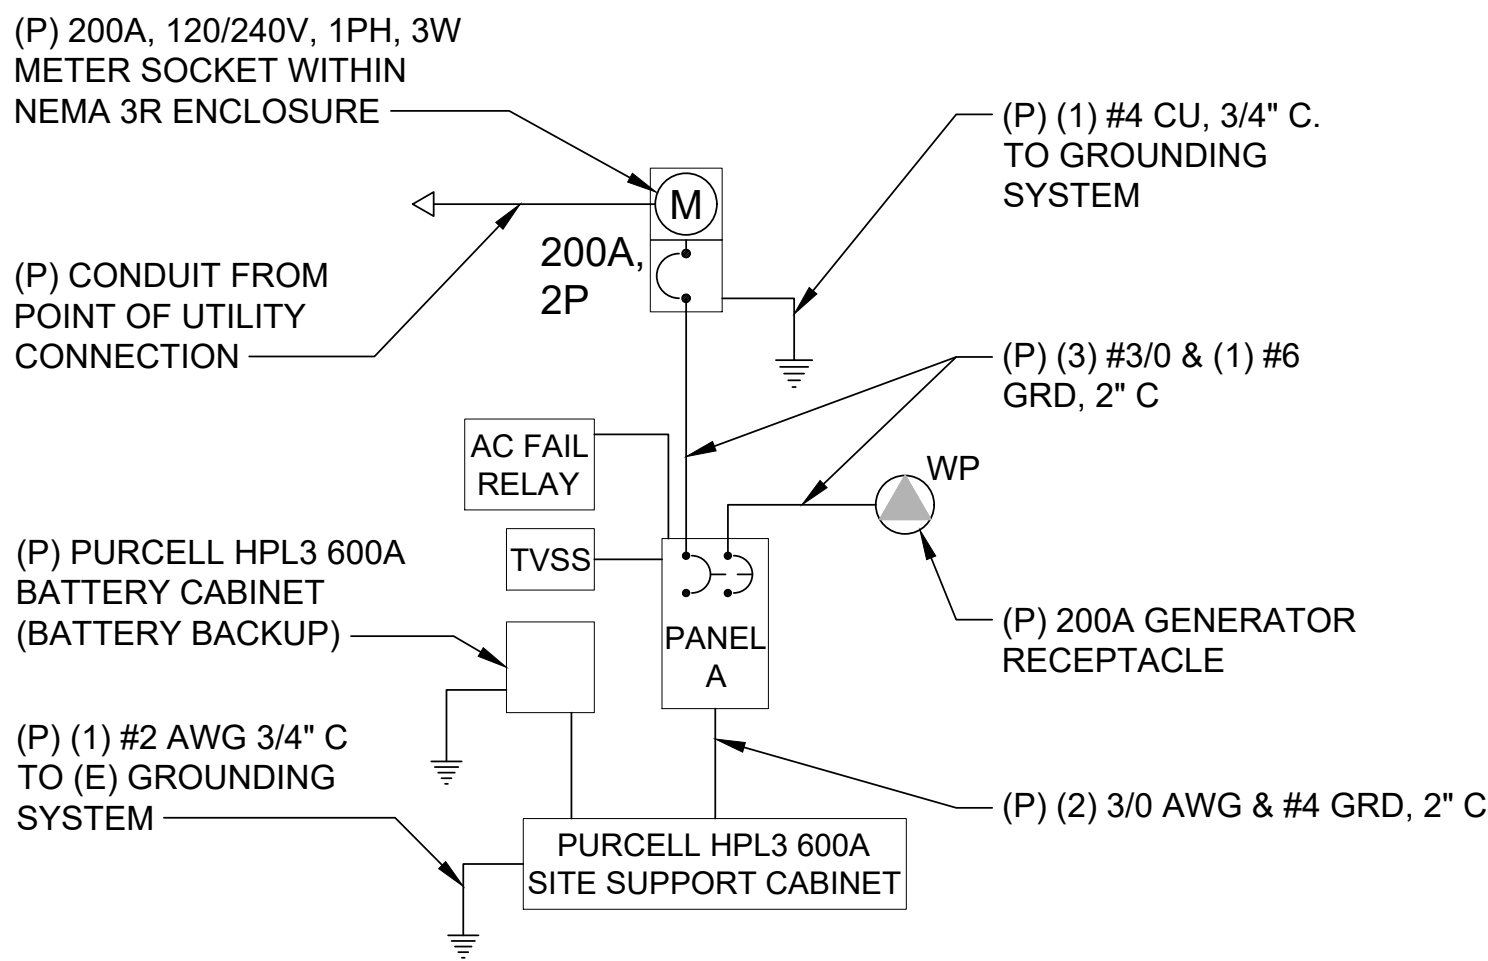 (P) 200A, 120/240V, 1PH, 3W
METER SOCKET WITHIN
NEMA 3R ENCLOSURE
(P) (1) #4 CU, 3/4" C.
TO GROUNDING
SYSTEM
M
200A,
2P
(P) CONDUIT FROM
POINT OF UTILITY
CONNECTION
(P) (3) #3/0 & (1) #6
GRD, 2" C
AC FAIL
RELAY
WP
TVSS
(P) PURCELL HPL3 600A
BATTERY CABINET
(BATTERY BACKUP)
PANEL
A
(P) 200A GENERATOR
RECEPTACLE
(P) (1) #2 AWG 3/4" C
TO (E) GROUNDING
SYSTEM
(P) (2) 3/0 AWG & #4 GRD, 2" C
PURCELL HPL3 600A
SITE SUPPORT CABINET